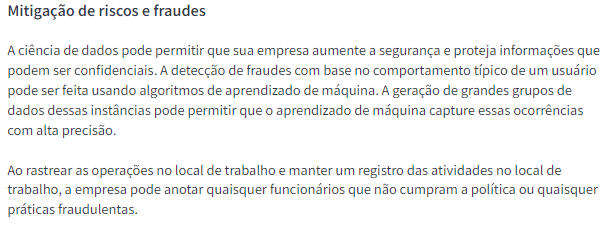 Mitigação de riscos e fraudes
A ciência de dados pode permitir que sua empresa aumente a segurança e proteja informações que
podem ser confidenciais. A detecção de fraudes com base no comportamento típico de um usuário
pode ser feita usando algoritmos de aprendizado de máquina. A geração de grandes grupos de
dados dessas instâncias pode permitir que o aprendizado de máquina capture essas ocorrências
com alta precisão.
Ao rastrear as operações no local de trabalho e manter um registro das atividades no local de
trabalho, a empresa pode anotar quaisquer funcionários que não cumpram a política ou quaisquer
práticas fraudulentas.